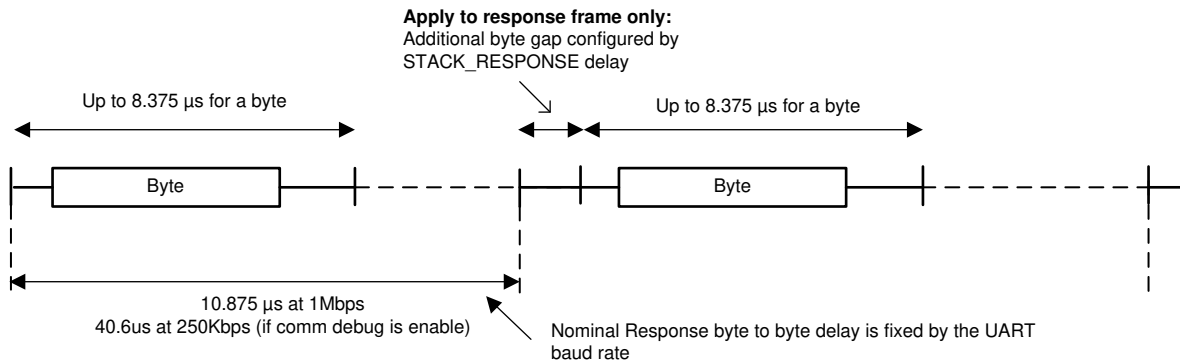 Apply to response frame only:
Additional byte gap configured by
STACK_RESPONSE delay
Up to 8.375 µs for a byte
Up to 8.375 µs for a byte
Byte
Byte
10.875 µs at 1Mbps
40.6us at 250Kbps (if comm debug is enable)
Nominal Response byte to byte delay is fixed by the UART
baud rate